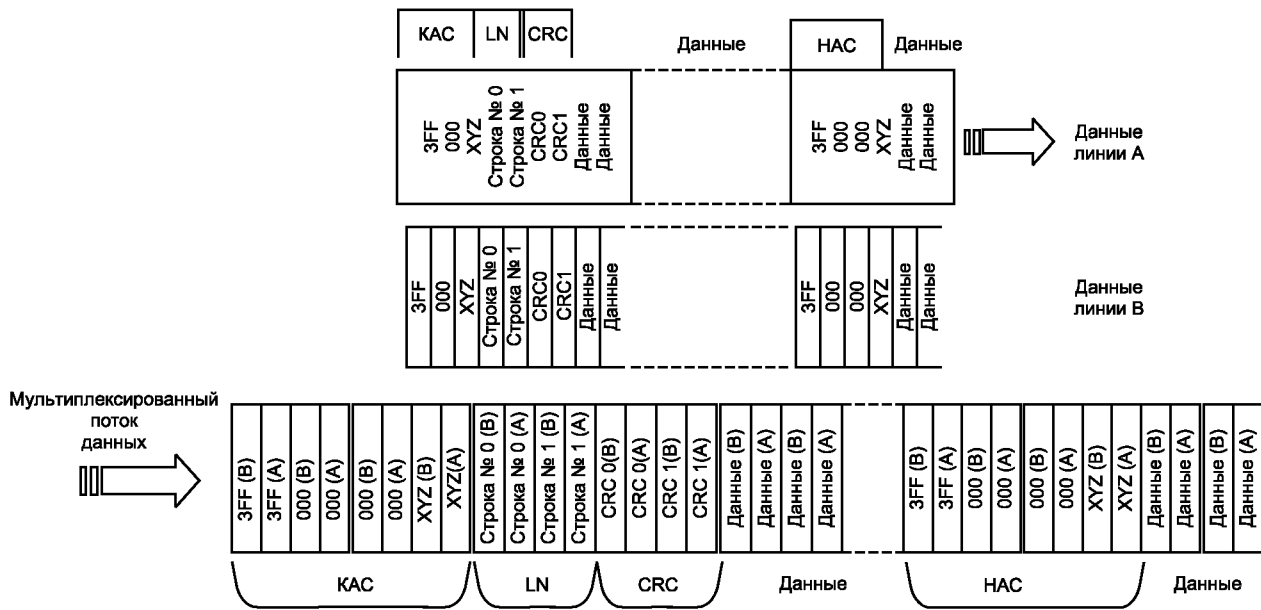 КАС LN CRC Данные НАС Данные
3FF
000
XYZ
Строка № 0
Строка № 1
CRC0
CRC1
Данные
Данные
3FF
000
000
XYZ
Данные
Данные
Данные
линии А
3FF
000
XYZ
Строка № 0
Строка № 1
CRC0
CRC1
Данные
Данные
3FF
000
000
XYZ
Данные
Данные
Данные
линии В
Мультиплексированный
поток
данных
3FF (B)
3FF (A)
000 (B)
000 (A)
000 (B)
000 (A)
XYZ (B)
XYZ(A)
Строка № 0 (B)
Строка № 0 (A)
Строка № 1 (B)
Строка № 1 (A)
CRC 0(B)
CRC 0(A)
CRC 1(B)
CRC 1(A)
Данные (B)
Данные (A)
Данные (B)
Данные (A)
3FF (B)
3FF (A)
000 (B)
000 (A)
000 (B)
000 (A)
XYZ (B)
XYZ (A)
Данные (B)
Данные (A)
Данные (B)
Данные (A)
КАС LN CRC Данные НАС Данные